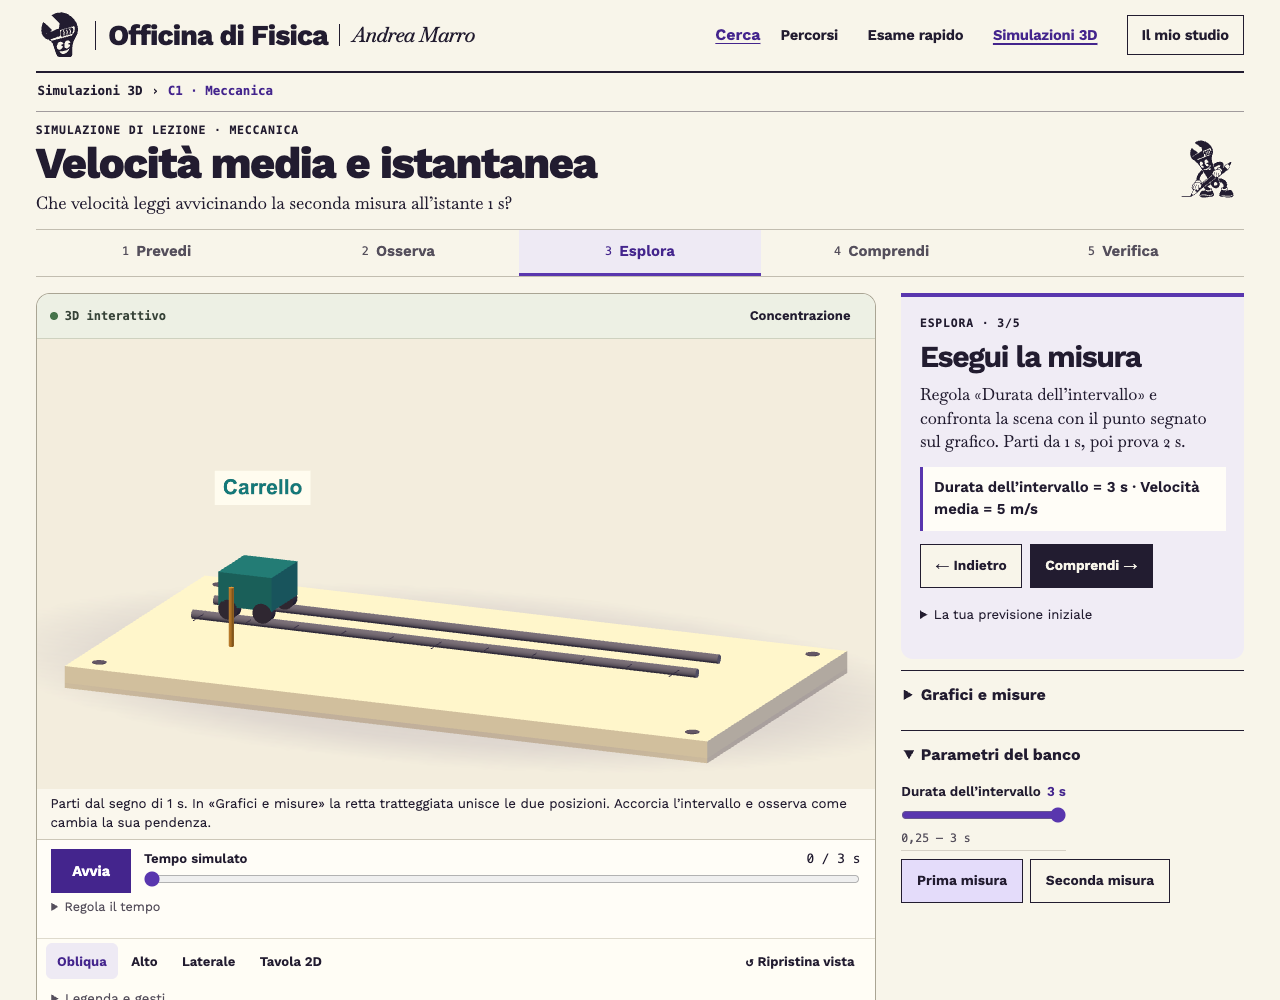 Officina di Fisica
Andrea Marro
Cerca
Percorsi
Esame rapido
Simulazioni 3D
Il mio studio
Simulazioni 3D › C1 · Meccanica
SIMULAZIONE DI LEZIONE · MECCANICA
Velocità media e istantanea
Che velocità leggi avvicinando la seconda misura all’istante 1 s?
1 Prevedi
2 Osserva
3 Esplora
4 Comprendi
5 Verifica
3D interattivo
Concentrazione
Carrello
Parti dal segno di 1 s. In «Grafici e misure» la retta tratteggiata unisce le due posizioni. Accorcia l’intervallo e osserva come
cambia la sua pendenza.
Avvia
Tempo simulato
0 / 3 s
▶ Regola il tempo
Obliqua
Alto
Laterale
Tavola 2D
↺ Ripristina vista
▶ Legenda e gesti
ESPLORA · 3/5
Esegui la misura
Regola «Durata dell’intervallo» e
confronta la scena con il punto segnato
sul grafico. Parti da 1 s, poi prova 2 s.
Durata dell’intervallo = 3 s · Velocità
media = 5 m/s
← Indietro
Comprendi →
▶ La tua previsione iniziale
▶ Grafici e misure
▼ Parametri del banco
Durata dell’intervallo 3 s
0,25 — 3 s
Prima misura
Seconda misura